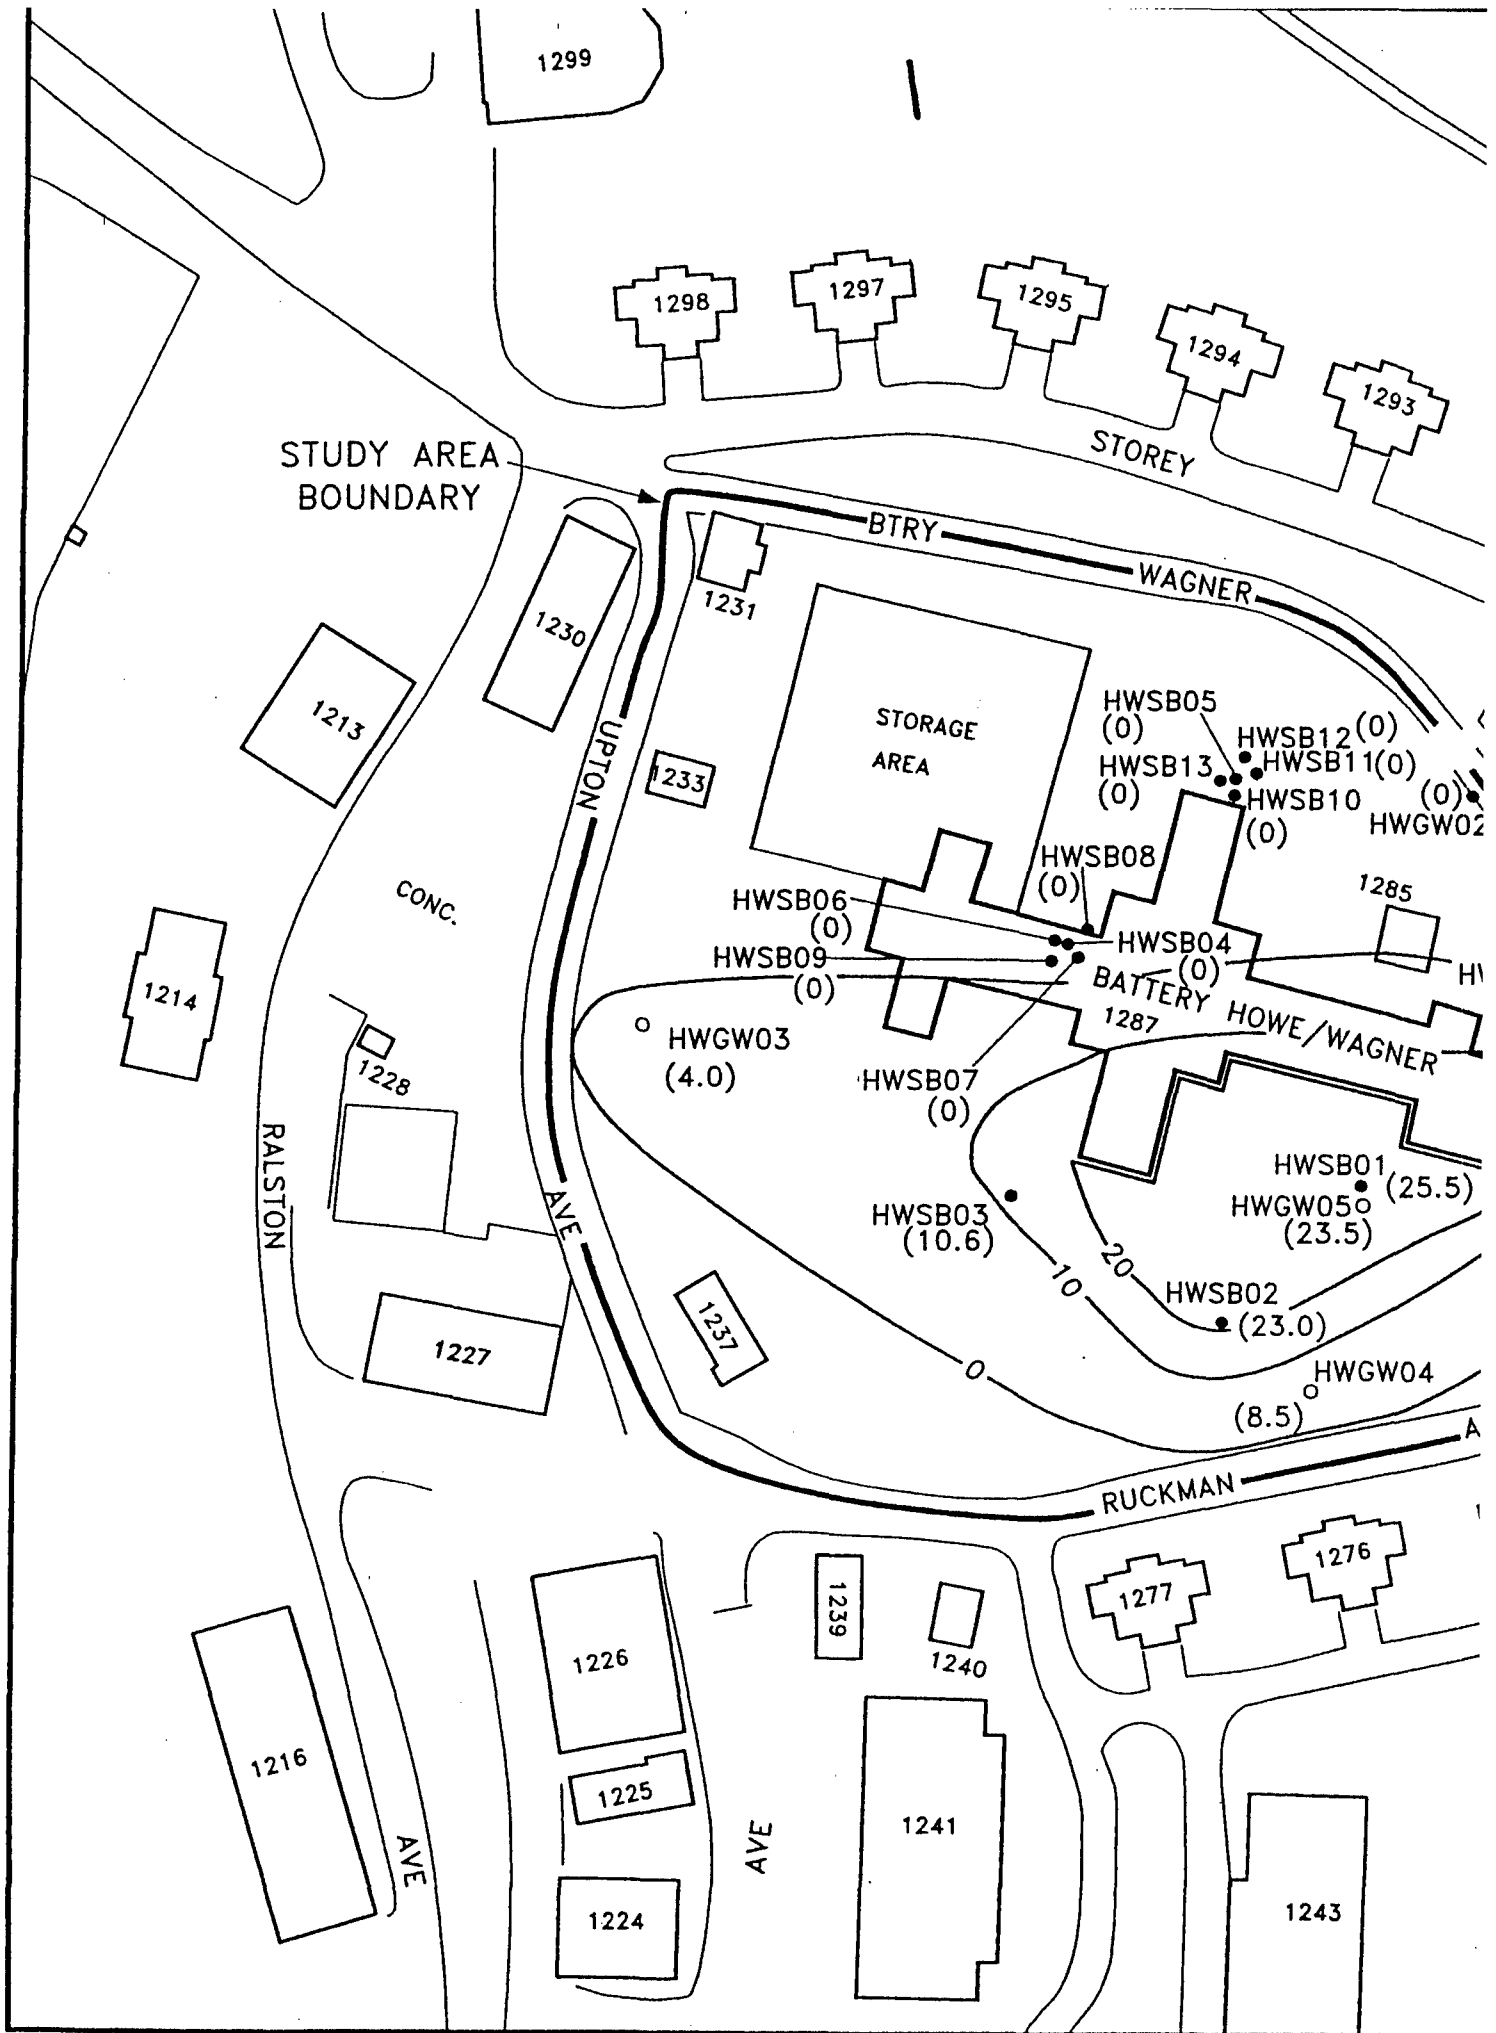 1299
1298
1297
1295
1294
1293
STOREY
STUDY AREA
BOUNDARY
BTRY
WAGNER
1231
1230
1213
UPTON
1233
STORAGE
AREA
HWSB05
(0)
HWSB12 (0)
HWSB11(0)
HWSB13
(0)
HWSB10
(0)
(0)
HWGW02
HWSB08
(0)
1285
CONC.
HWSB06
(0)
HWSB04
(0)
HWSB09
(0)
1214
BATTERY HOWE/WAGNER
1287
HWGW03
(4.0)
1228
HWSB07
(0)
RALSTON
AVE
HWSB01
(25.5)
HWGW05
(23.5)
HWSB03
(10.6)
20
10
HWSB02
(23.0)
1237
1227
0
HWGW04
(8.5)
A
RUCKMAN
1276
1277
1239
1240
1226
1216
1225
1241
AVE
AVE
1224
1243